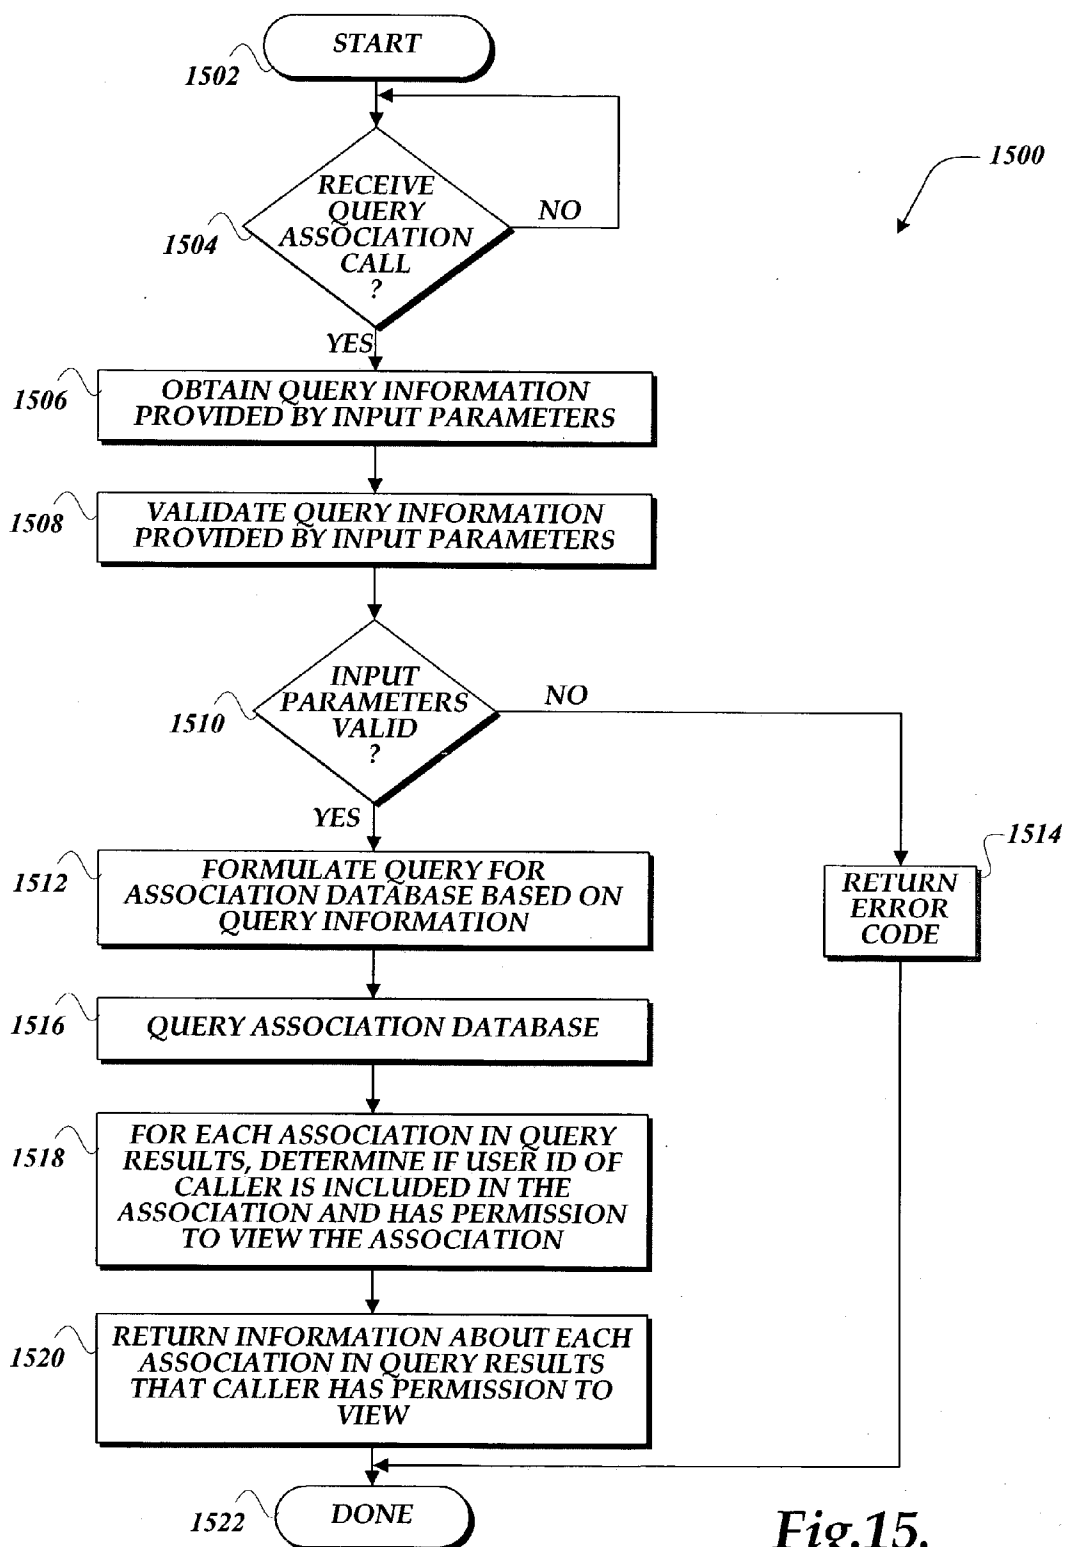 START
1502
1500
RECEIVE
QUERY
ASSOCIATION
CALL
?
1504
NO
YES
1506
OBTAIN QUERY INFORMATION
PROVIDED BY INPUT PARAMETERS
1508
VALIDATE QUERY INFORMATION
PROVIDED BY INPUT PARAMETERS
INPUT
PARAMETERS
VALID
?
1510
NO
YES
1512
FORMULATE QUERY FOR
ASSOCIATION DATABASE BASED ON
QUERY INFORMATION
1514
RETURN
ERROR
CODE
1516
QUERY ASSOCIATION DATABASE
1518
FOR EACH ASSOCIATION IN QUERY
RESULTS, DETERMINE IF USER ID OF
CALLER IS INCLUDED IN THE
ASSOCIATION AND HAS PERMISSION
TO VIEW THE ASSOCIATION
1520
RETURN INFORMATION ABOUT EACH
ASSOCIATION IN QUERY RESULTS
THAT CALLER HAS PERMISSION TO
VIEW
1522
DONE
Fig.15.